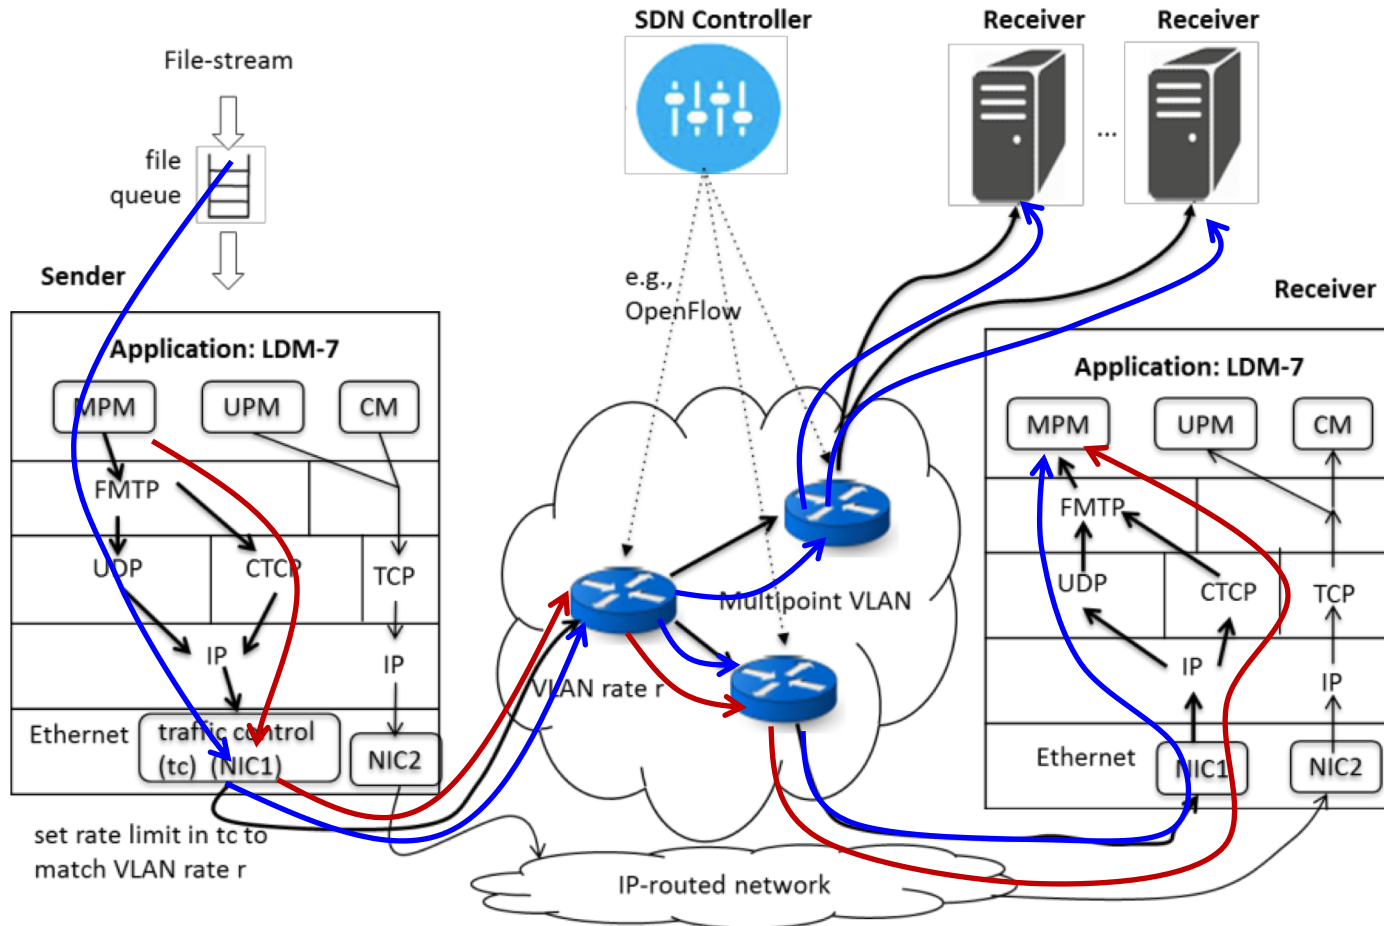 SDN Controller
Receiver
Receiver
File-stream
file
queue
...
Sender
e.g.,
OpenFlow
Receiver
Application: LDM-7
MPM
UPM
CM
FMTP
UDP
CTCP
TCP
IP
IP
Ethernet
traffic control
(tc) (NIC1)
NIC2
set rate limit in tc to
match VLAN rate r
Multipoint VLAN
VLAN rate r
IP-routed network
Application: LDM-7
MPM
UPM
CM
FMTP
UDP
CTCP
TCP
IP
IP
Ethernet
NIC1
NIC2